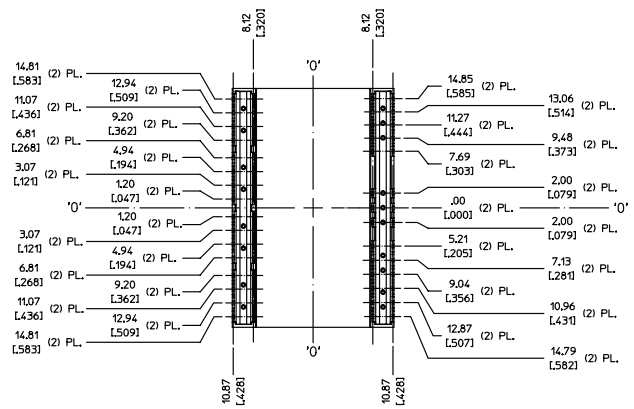 8.12
[.320]
8.12
[.320]
'0'
14.81
[.583] (2) PL.
12.94
[.509] (2) PL.
11.07
[.436] (2) PL.
9.20
[.362] (2) PL.
6.81
[.268] (2) PL.
4.94
[.194] (2) PL.
3.07
[.121] (2) PL.
1.20
[.047] (2) PL.
'0'
1.20
[.047] (2) PL.
3.07
[.121] (2) PL.
4.94
[.194] (2) PL.
6.81
[.268] (2) PL.
9.20
[.362] (2) PL.
11.07
[.436] (2) PL.
12.94
[.509] (2) PL.
14.81
[.583] (2) PL.
14.85
[.585] (2) PL.
13.06
[.514] (2) PL.
11.27
[.444] (2) PL.
9.48
[.373] (2) PL.
7.69
[.303] (2) PL.
2.00
[.079] (2) PL.
.00
[.000] (2) PL.
'0'
2.00
[.079] (2) PL.
5.21
[.205] (2) PL.
7.13
[.281] (2) PL.
9.04
[.356] (2) PL.
10.96
[.431] (2) PL.
12.87
[.507] (2) PL.
14.79
[.582] (2) PL.
'0'
10.87
[.428]
10.87
[.428]